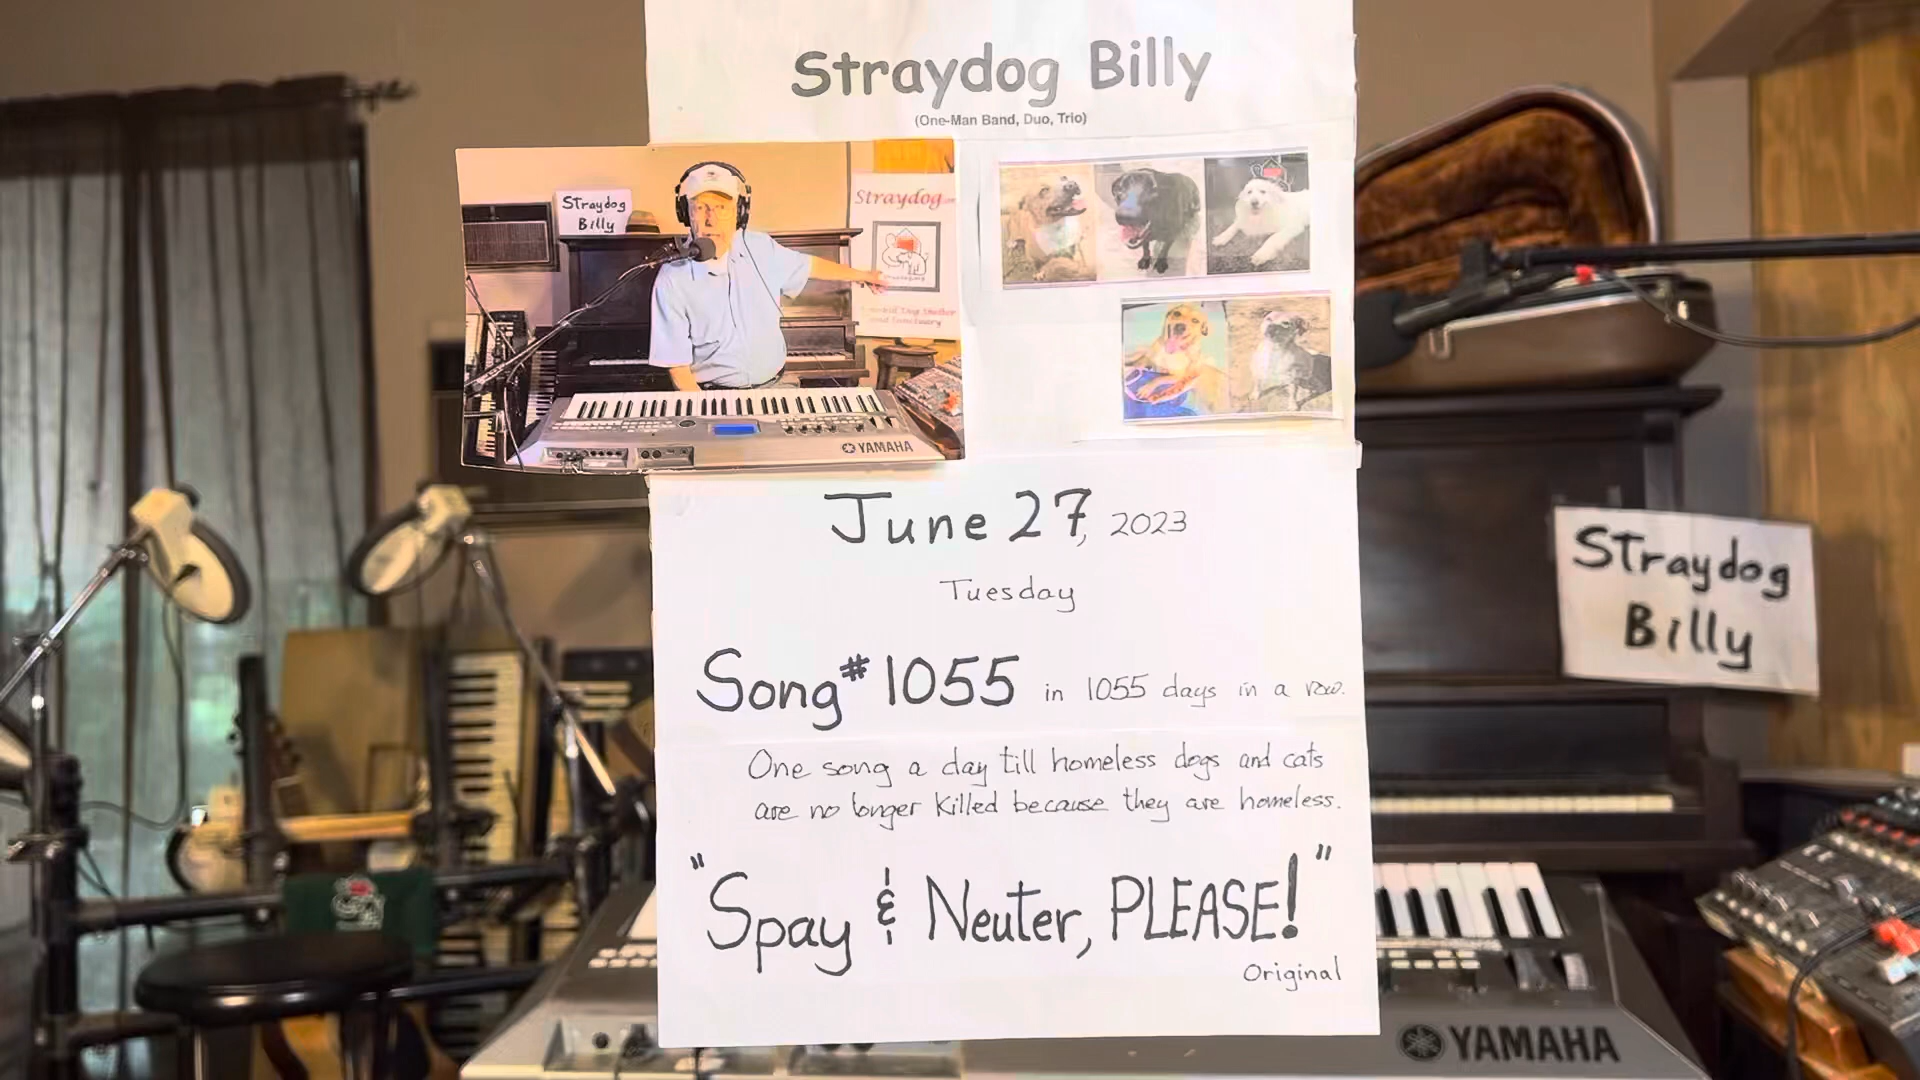 Straydog Billy
(One-Man Band, Duo, Trio)
Straydog
Billy
Straydog
YAMAHA
June 27, 2023
Tuesday
Song # 1055 in 1055 days in a row.
One song a day till homeless dogs and cats
are no longer killed because they are homeless.
"Spay & Neuter, PLEASE!"
Original
Straydog
Billy
YAMAHA